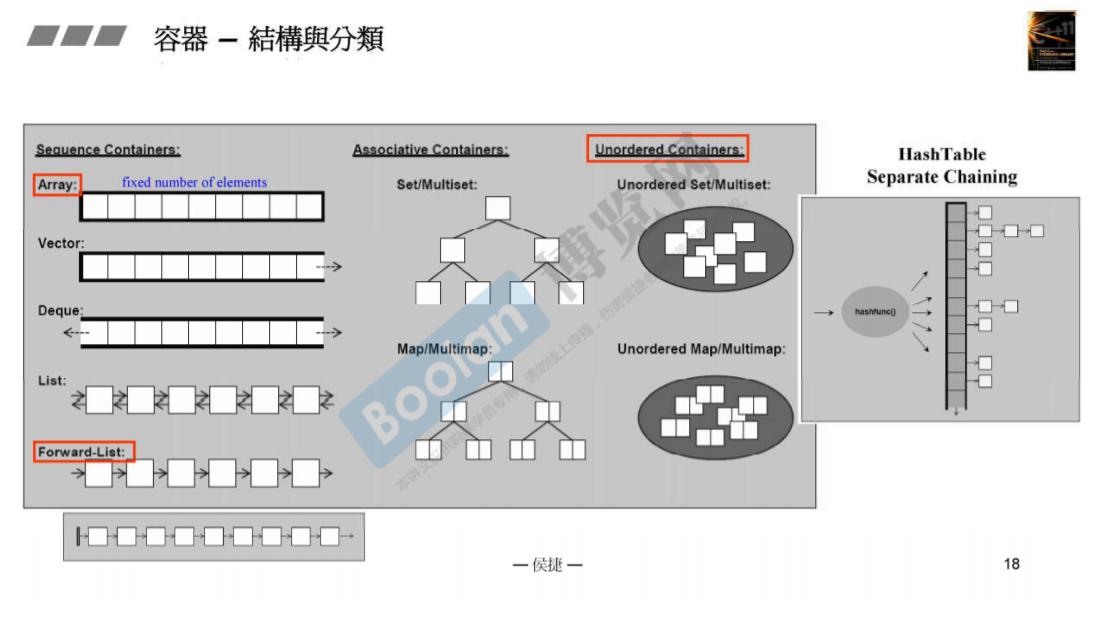 容器 — 結構與分類
Sequence Containers:
Array:
fixed number of elements
Vector:
Deque:
List:
Forward-List:
Associative Containers:
Set/Multiset:
Map/Multimap:
Unordered Containers:
Unordered Set/Multiset:
Unordered Map/Multimap:
HashTable
Separate Chaining
hashfunc()
Boolan 博览网
— 侯捷 —
18